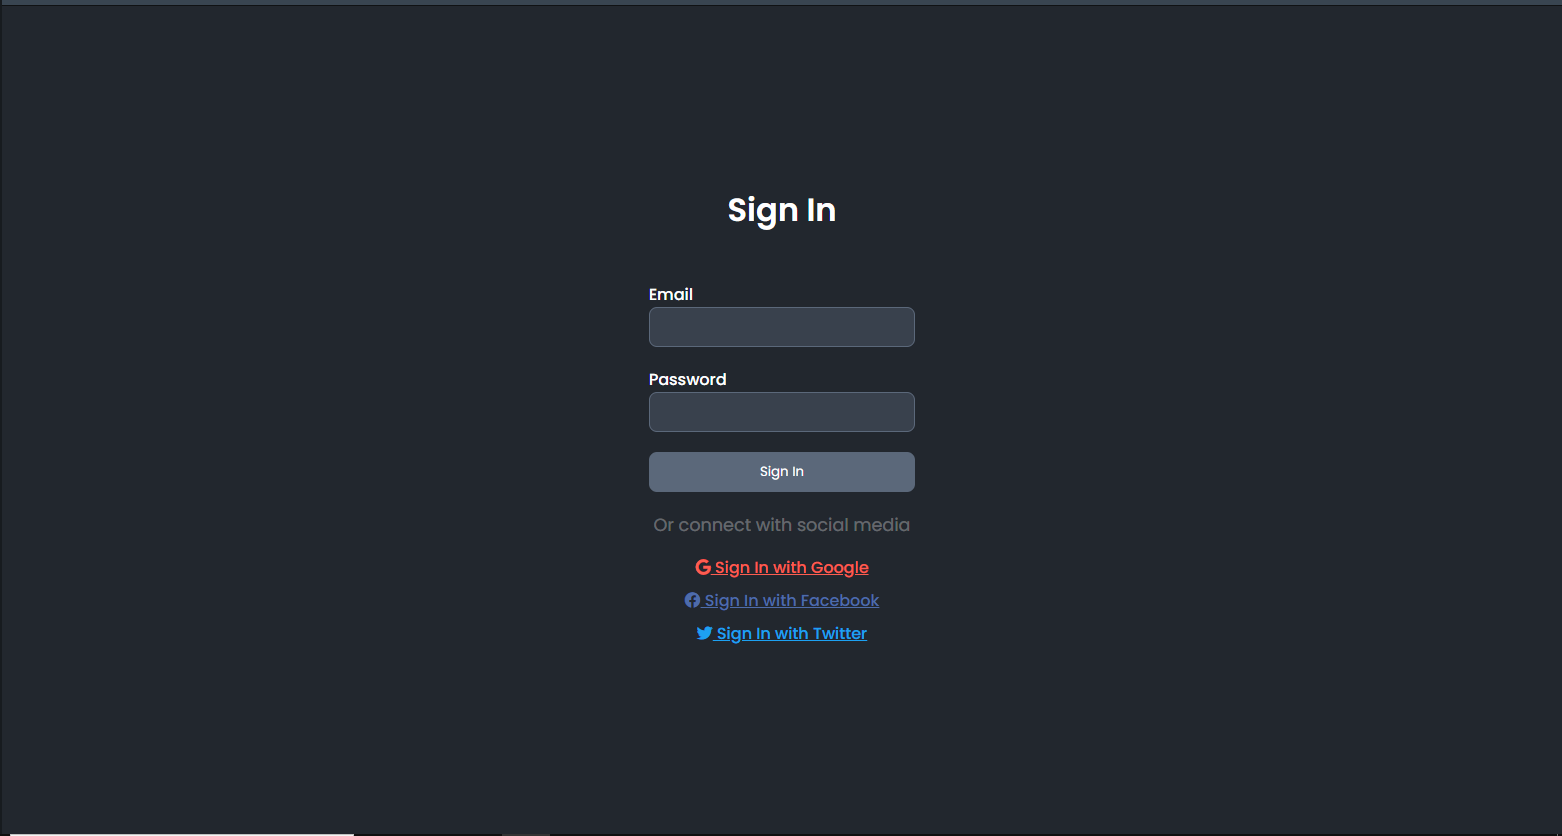 Sign In
Email
Password
Sign In
Or connect with social media
Sign In with Google
Sign In with Facebook
Sign In with Twitter